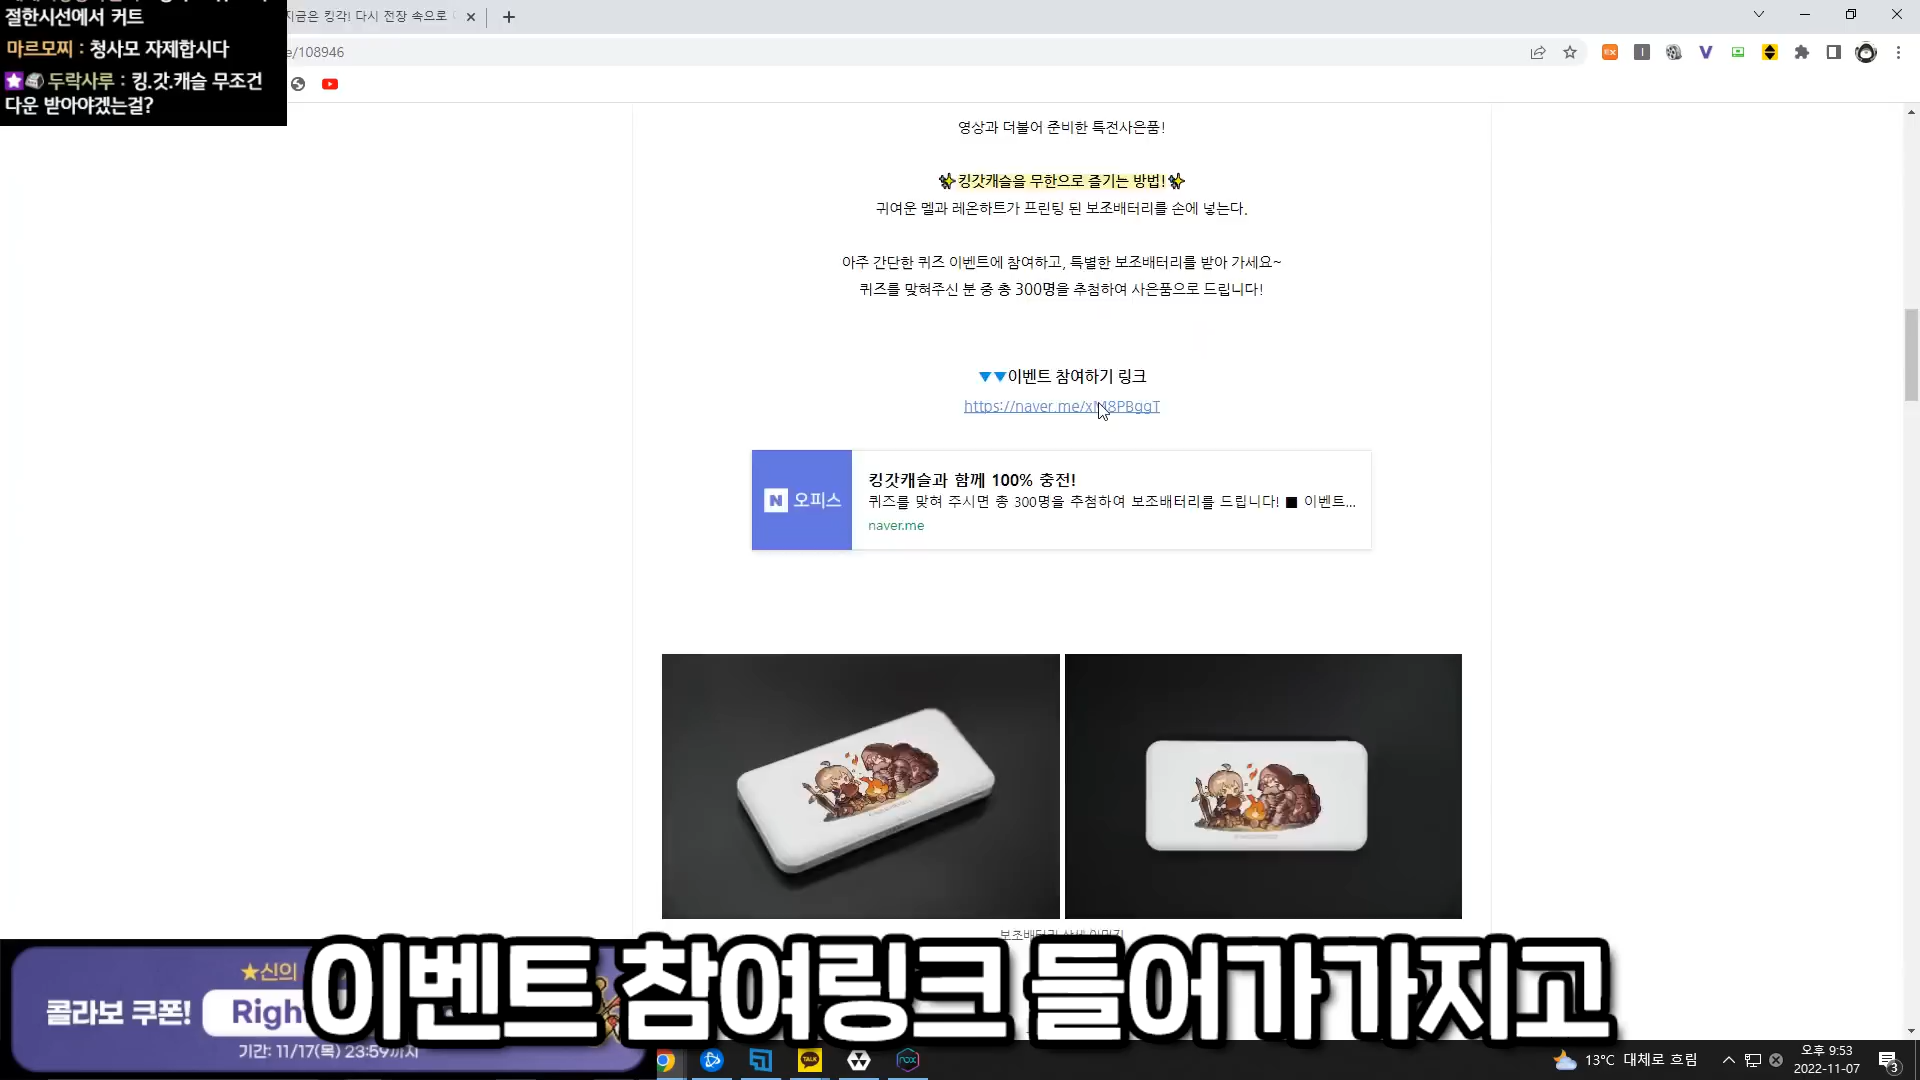 절한시선에서 커트
마르모찌 : 청사모 자제합시다
두락사루 : 킹.갓.캐슬 무조건
다운 받아야겠는걸?
지금은 킹각! 다시 전장 속으로
/108946
영상과 더불어 준비한 특전사은품!
✨킹갓캐슬을 무한으로 즐기는 방법!✨
귀여운 멜과 레온하트가 프린팅 된 보조배터리를 손에 넣는다.
아주 간단한 퀴즈 이벤트에 참여하고, 특별한 보조배터리를 받아 가세요~
퀴즈를 맞혀주신 분 중 총 300명을 추첨하여 사은품으로 드립니다!
▼▼이벤트 참여하기 링크
https://naver.me/xM8PBggT
N 오피스
킹갓캐슬과 함께 100% 충전!
퀴즈를 맞혀 주시면 총 300명을 추첨하여 보조배터리를 드립니다! ■ 이벤트...
naver.me
★신의
콜라보 쿠폰!
Righ
기간: 11/17(목) 23:59까지
이벤트 참여링크 들어가가지고
TALK
nox
13°C 대체로 흐림
오후 9:53
2022-11-07
3